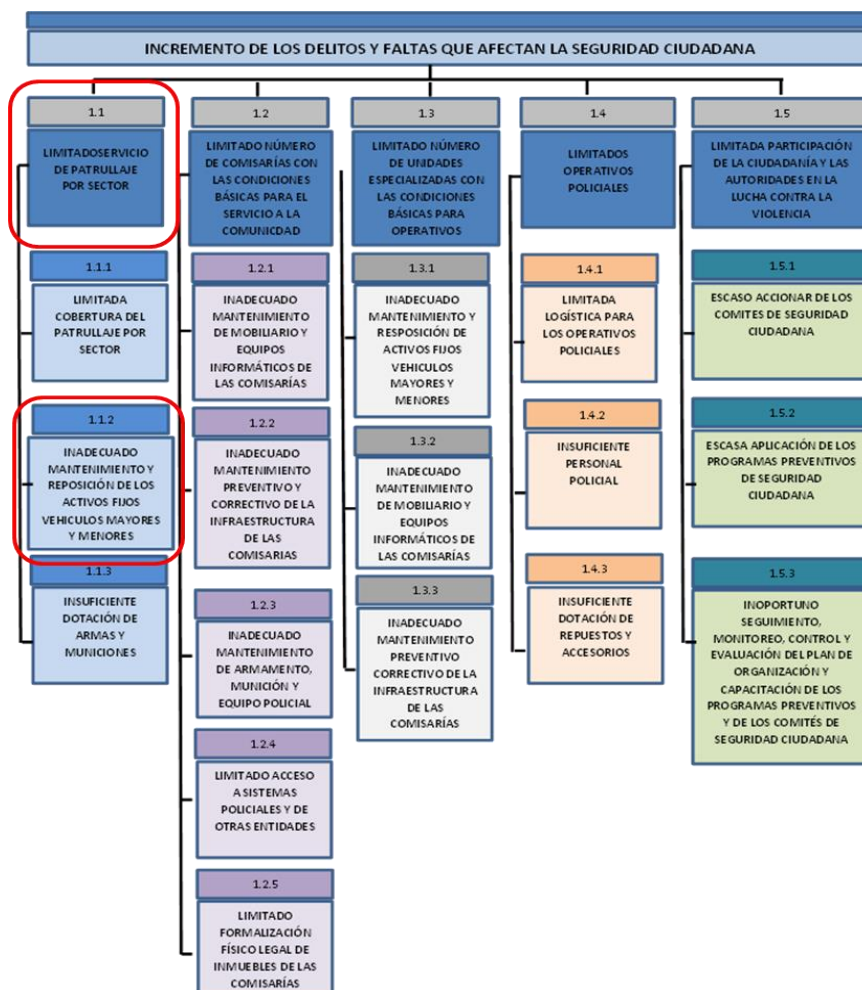 INCREMENTO DE LOS DELITOS Y FALTAS QUE AFECTAN LA SEGURIDAD CIUDADANA
1.1
LIMITADOSERVICIO
DE PATRULLAJE
POR SECTOR
1.1.1
LIMITADA
COBERTURA DEL
PATRULLAJE POR
SECTOR
1.1.2
INADECUADO
MANTENIMIENTO Y
REPOSICIÓN DE LOS
ACTIVOS FIJOS
VEHICULOS MAYORES
Y MENORES
1.1.3
INSUFICIENTE
DOTACIÓN DE
ARMAS Y
MUNICIONES
1.2
LIMITADO NÚMERO
DE COMISARÍAS CON
LAS CONDICIONES
BÁSICAS PARA EL
SERVICIO A LA
COMUNICDAD
1.2.1
INADECUADO
MANTENIMIENTO
DE MOBILIARIO Y
EQUIPOS
INFORMÁTICOS DE
LAS COMISARÍAS
1.2.2
INADECUADO
MANTENIMIENTO
PREVENTIVO Y
CORRECTIVO DE LA
INFRAESTRUCTURA
DE LAS
COMISARIAS
1.2.3
INADECUADO
MANTENIMIENTO
DE ARMAMENTO,
MUNICIÓN Y
EQUIPO POLICIAL
1.2.4
LIMITADO ACCESO
A SISTEMAS
POLICIALES Y DE
OTRAS ENTIDADES
1.2.5
LIMITADO
FORMALIZACIÓN
FÍSICO LEGAL DE
INMUEBLES DE LAS
COMISARÍAS
1.3
LIMITADO NÚMERO
DE UNIDADES
ESPECIALIZADAS CON
LAS CONDICIONES
BÁSICAS PARA
OPERATIVOS
1.3.1
INADECUADO
MANTENIMIENTO Y
RESPOSICIÓN DE
ACTIVOS FIJOS
VEHICULOS
MAYORES Y
MENORES
1.3.2
INADECUADO
MANTENIMIENTO
DE MOBILIARIO Y
EQUIPOS
INFORMÁTICOS DE
LAS COMISARÍAS
1.3.3
INADECUADO
MANTENIMIENTO
PREVENTIVO
CORRECTIVO DE LA
INFRAESTRUCTURA
DE LAS
COMISARÍAS
1.4
LIMITADOS
OPERATIVOS
POLICIALES
1.4.1
LIMITADA
LOGÍSTICA PARA
LOS OPERATIVOS
POLICIALES
1.4.2
INSUFICIENTE
PERSONAL
POLICIAL
1.4.3
INSUFICIENTE
DOTACIÓN DE
REPUESTOS Y
ACCESORIOS
1.5
LIMITADA PARTICIPACIÓN
DE LA CIUDADANÍA Y LAS
AUTORIDADES EN LA
LUCHA CONTRA LA
VIOLENCIA
1.5.1
ESCASO ACCIONAR DE LOS
COMITES DE SEGURIDAD
CIUDADANA
1.5.2
ESCASA APLICACIÓN DE LOS
PROGRAMAS PREVENTIVOS
DE SEGURIDAD
CIUDADANA
1.5.3
INOPORTUNO
SEGUIMIENTO,
MONITOREO, CONTROL Y
EVALUACIÓN DEL PLAN DE
ORGANIZACIÓN Y
CAPACITACIÓN DE LOS
PROGRAMAS PREVENTIVOS
Y DE LOS COMITÉS DE
SEGURIDAD CIUDADANA